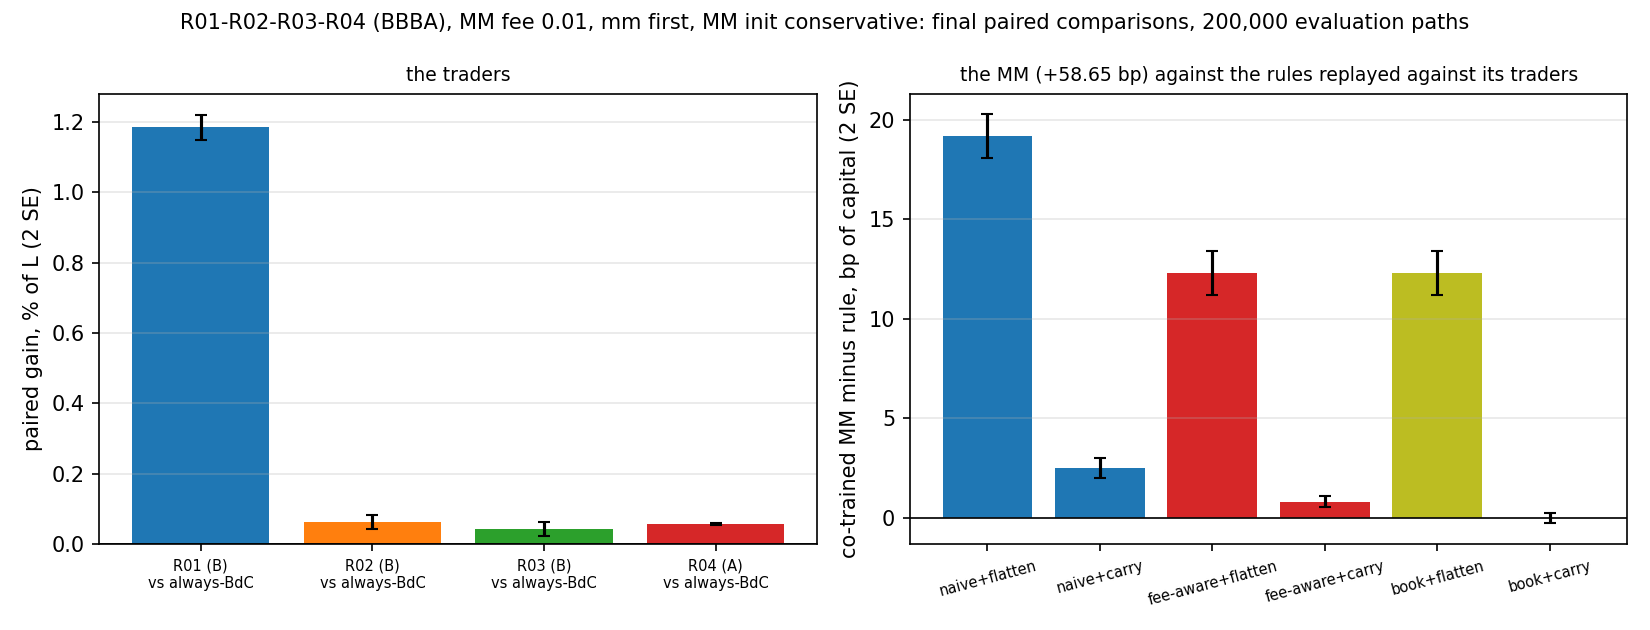 R01-R02-R03-R04 (BBBA), MM fee 0.01, mm first, MM init conservative: final paired comparisons, 200,000 evaluation paths
the traders
paired gain, % of L (2 SE)
1.2
1.0
0.8
0.6
0.4
0.2
0.0
R01 (B)
vs always-BdC
R02 (B)
vs always-BdC
R03 (B)
vs always-BdC
R04 (A)
vs always-BdC
the MM (+58.65 bp) against the rules replayed against its traders
co-trained MM minus rule, bp of capital (2 SE)
20
15
10
5
0
naive+flatten
naive+carry
fee-aware+flatten
fee-aware+carry
book+flatten
book+carry